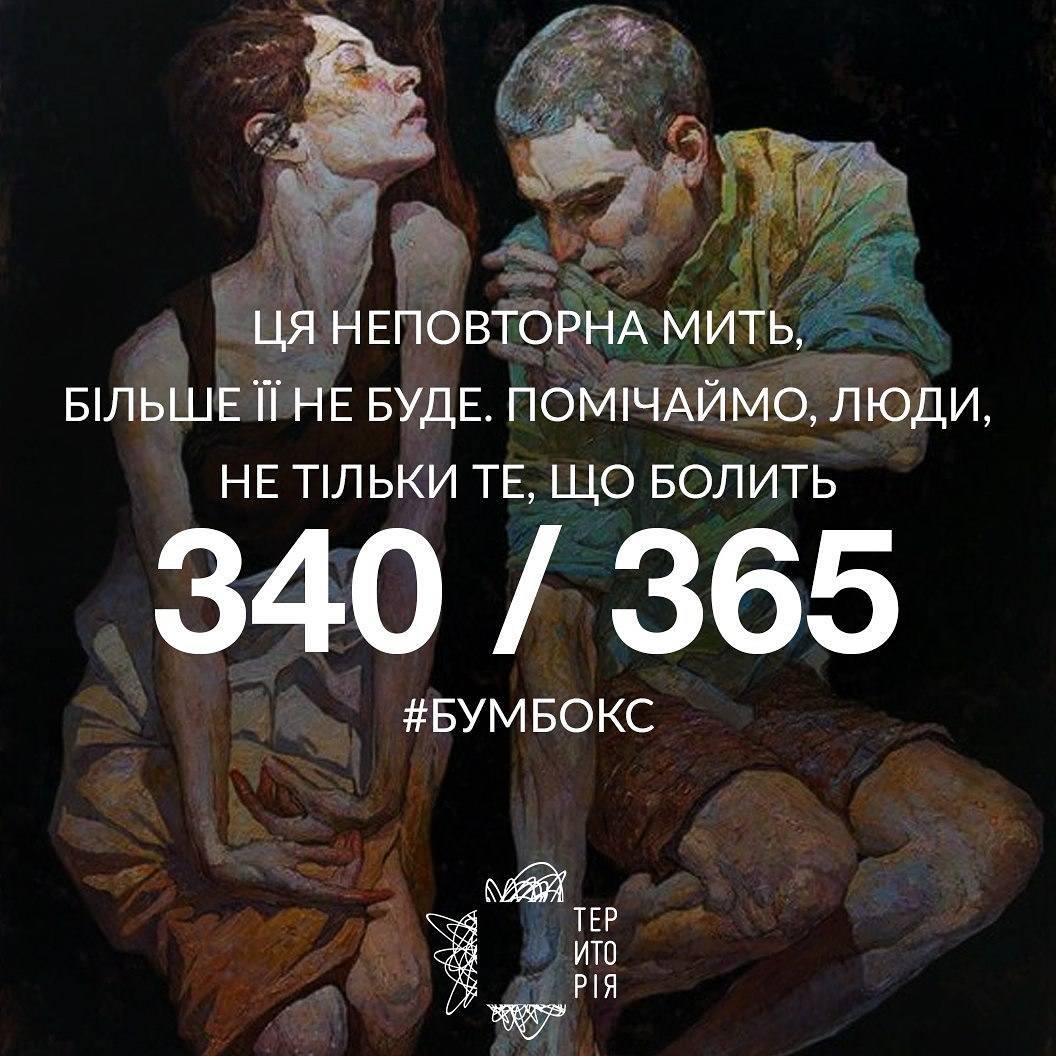 ЦЯ НЕПОВТОРНА МИТЬ,
БІЛЬШЕ ЇЇ НЕ БУДЕ. ПОМІЧАЙМО, ЛЮДИ,
НЕ ТІЛЬКИ ТЕ, ЩО БОЛИТЬ
340 / 365
#БУМБОКС
ТЕР
ИТО
РІЯ